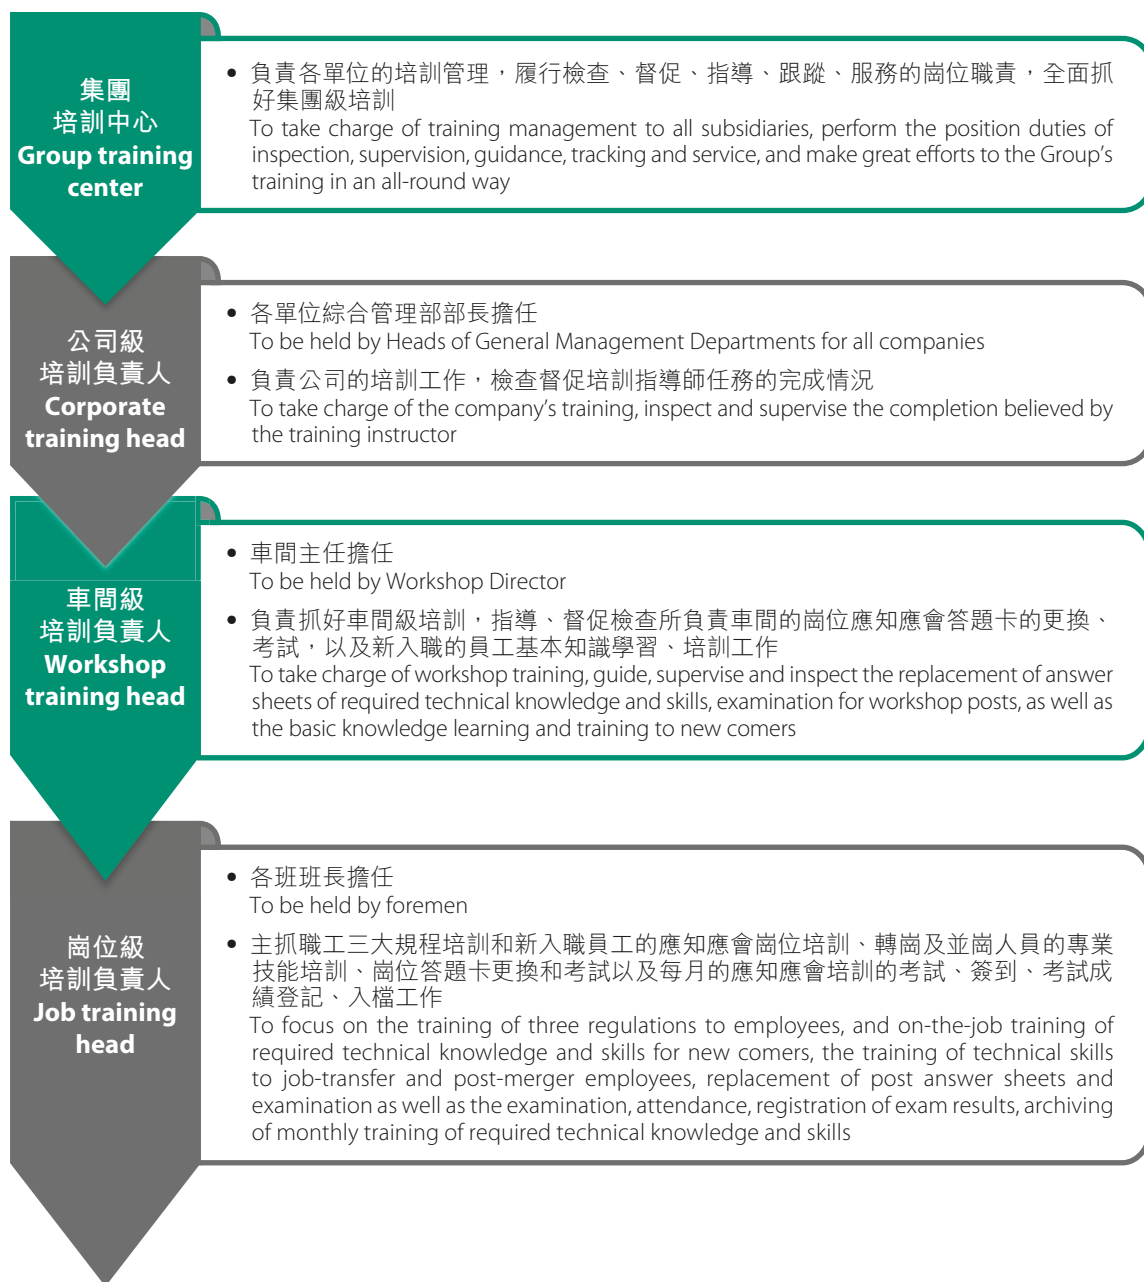 集團
培訓中心
Group training
center
• 負責各單位的培訓管理，履行檢查、督促、指導、跟蹤、服務的崗位職責，全面抓
好集團級培訓
To take charge of training management to all subsidiaries, perform the position duties of
inspection, supervision, guidance, tracking and service, and make great efforts to the Group’s
training in an all-round way
公司級
培訓負責人
Corporate
training head
• 各單位綜合管理部部長擔任
To be held by Heads of General Management Departments for all companies
• 負責公司的培訓工作，檢查督促培訓指導師任務的完成情況
To take charge of the company’s training, inspect and supervise the completion believed by
the training instructor
車間級
培訓負責人
Workshop
training head
• 車間主任擔任
To be held by Workshop Director
• 負責抓好車間級培訓，指導、督促檢查所負責車間的崗位應知應會答題卡的更換、
考試，以及新入職的員工基本知識學習、培訓工作
To take charge of workshop training, guide, supervise and inspect the replacement of answer
sheets of required technical knowledge and skills, examination for workshop posts, as well as
the basic knowledge learning and training to new comers
崗位級
培訓負責人
Job training
head
• 各班班長擔任
To be held by foremen
• 主抓職工三大規程培訓和新入職員工的應知應會崗位培訓、轉崗及並崗人員的專業
技能培訓、崗位答題卡更換和考試以及每月的應知應會培訓的考試、簽到、考試成
績登記、入檔工作
To focus on the training of three regulations to employees, and on-the-job training of
required technical knowledge and skills for new comers, the training of technical skills
to job-transfer and post-merger employees, replacement of post answer sheets and
examination as well as the examination, attendance, registration of exam results, archiving
of monthly training of required technical knowledge and skills